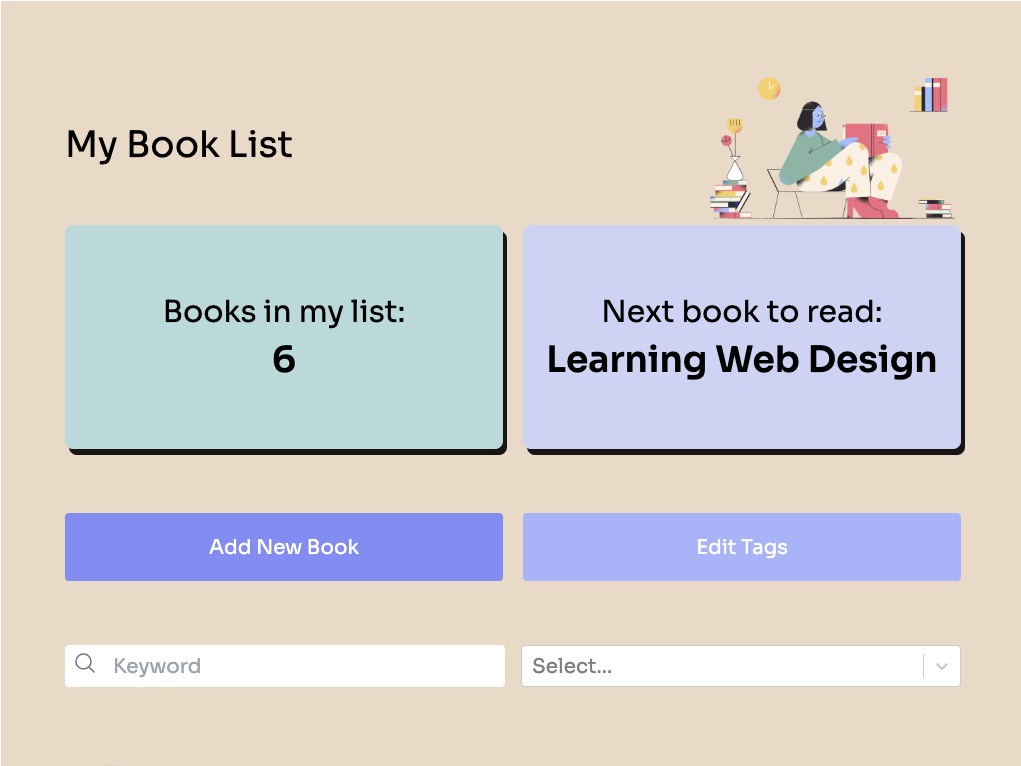 My Book List
Books in my list:
6
Next book to read:
Learning Web Design
Add New Book
Edit Tags
Keyword
Select...